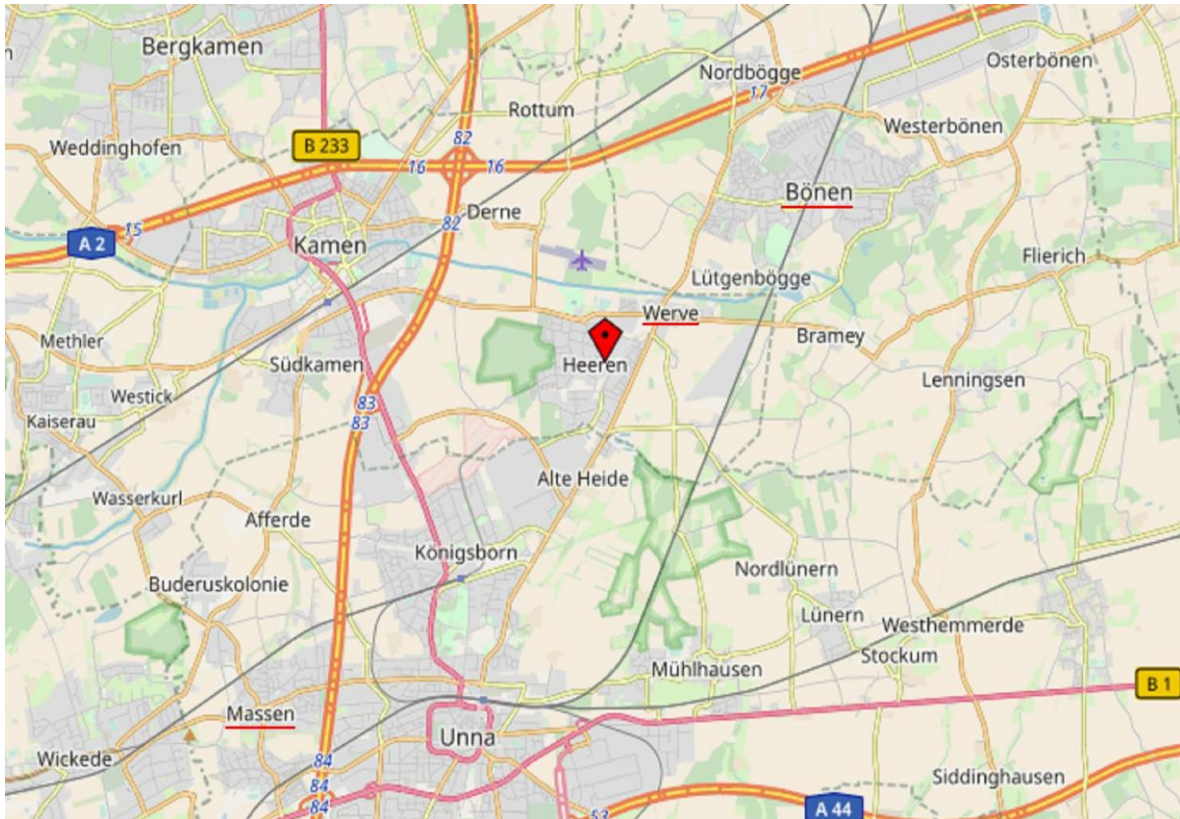 Bergkamen
Nordbögge
Osterbönen
17
Rottum
Westerbönen
82
B 233
Weddinghofen
16
16
Bönen
Derne
15
82
A 2
Kamen
Flierich
Lütgenbögge
Werve
Methler
Bramey
Südkamen
Heeren
Lenningsen
Westick
83
83
Kaiserau
Alte Heide
Wasserkurl
Afferde
Königsborn
Nordlünern
Buderuskolonie
Lünern
Westhemmerde
Stockum
Mühlhausen
B 1
Massen
Unna
Wickede
84
Siddinghausen
84
84
A 44
53